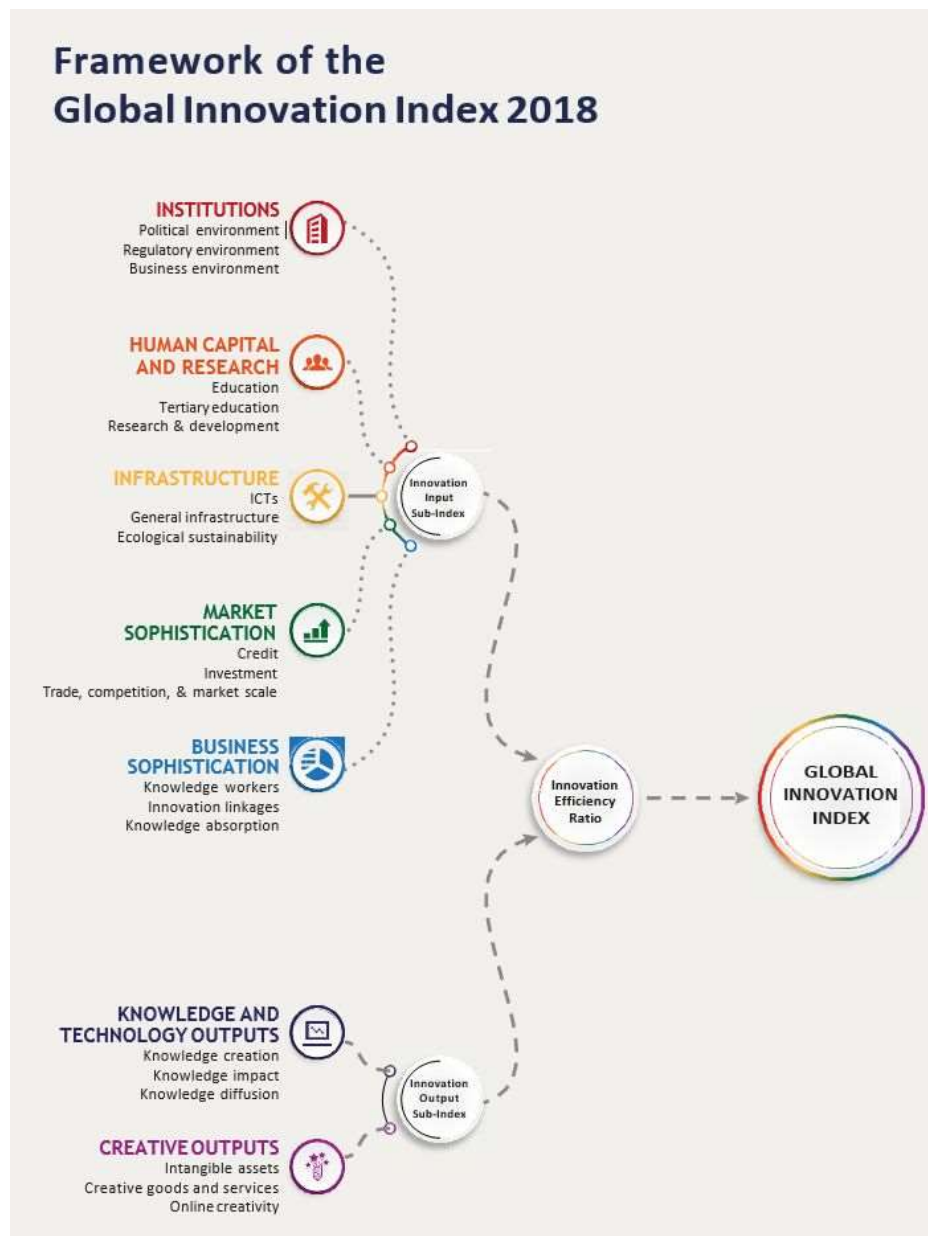 Framework of the
Global Innovation Index 2018
INSTITUTIONS
Political environment
Regulatory environment
Business environment
HUMAN CAPITAL
AND RESEARCH
Education
Tertiary education
Research & development
INFRASTRUCTURE
ICTs
General infrastructure
Ecological sustainability
Innovation
Input
Sub-Index
MARKET
SOPHISTICATION
Credit
Investment
Trade, competition, & market scale
BUSINESS
SOPHISTICATION
Knowledge workers
Innovation linkages
Knowledge absorption
Innovation
Efficiency
Ratio
GLOBAL
INNOVATION
INDEX
KNOWLEDGE AND
TECHNOLOGY OUTPUTS
Knowledge creation
Knowledge impact
Knowledge diffusion
Innovation
Output
Sub-Index
CREATIVE OUTPUTS
Intangible assets
Creative goods and services
Online creativity